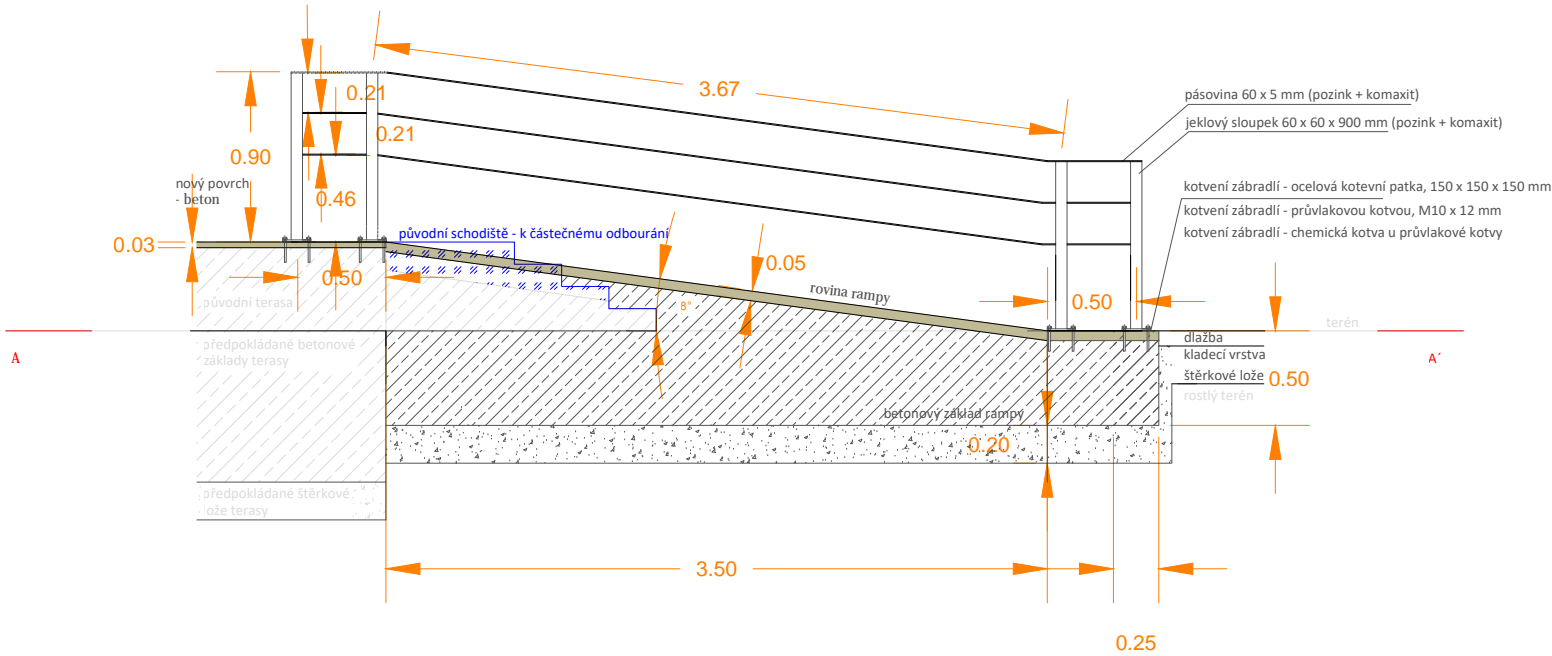 3.67
0.21
0.21
0.90
0.46
pásovina 60 x 5 mm (pozink + komaxit)
jeklový sloupek 60 x 60 x 900 mm (pozink + komaxit)
nový povrch
- beton
kotvení zábradlí - ocelová kotevní patka, 150 x 150 x 150 mm
kotvení zábradlí - průvlakovou kotvou, M10 x 12 mm
kotvení zábradlí - chemická kotva u průvlakové kotvy
0.03
původní schodiště - k částečnému odbourání
0.50
0.05
8°
rovina rampy
0.50
původní terasa
terén
A
A´
předpokládané betonové
základy terasy
dlažba
kladecí vrstva
štěrkové lože
0.50
rostlý terén
betonový základ rampy
0.20
předpokládané štěrkové
lože terasy
3.50
0.25